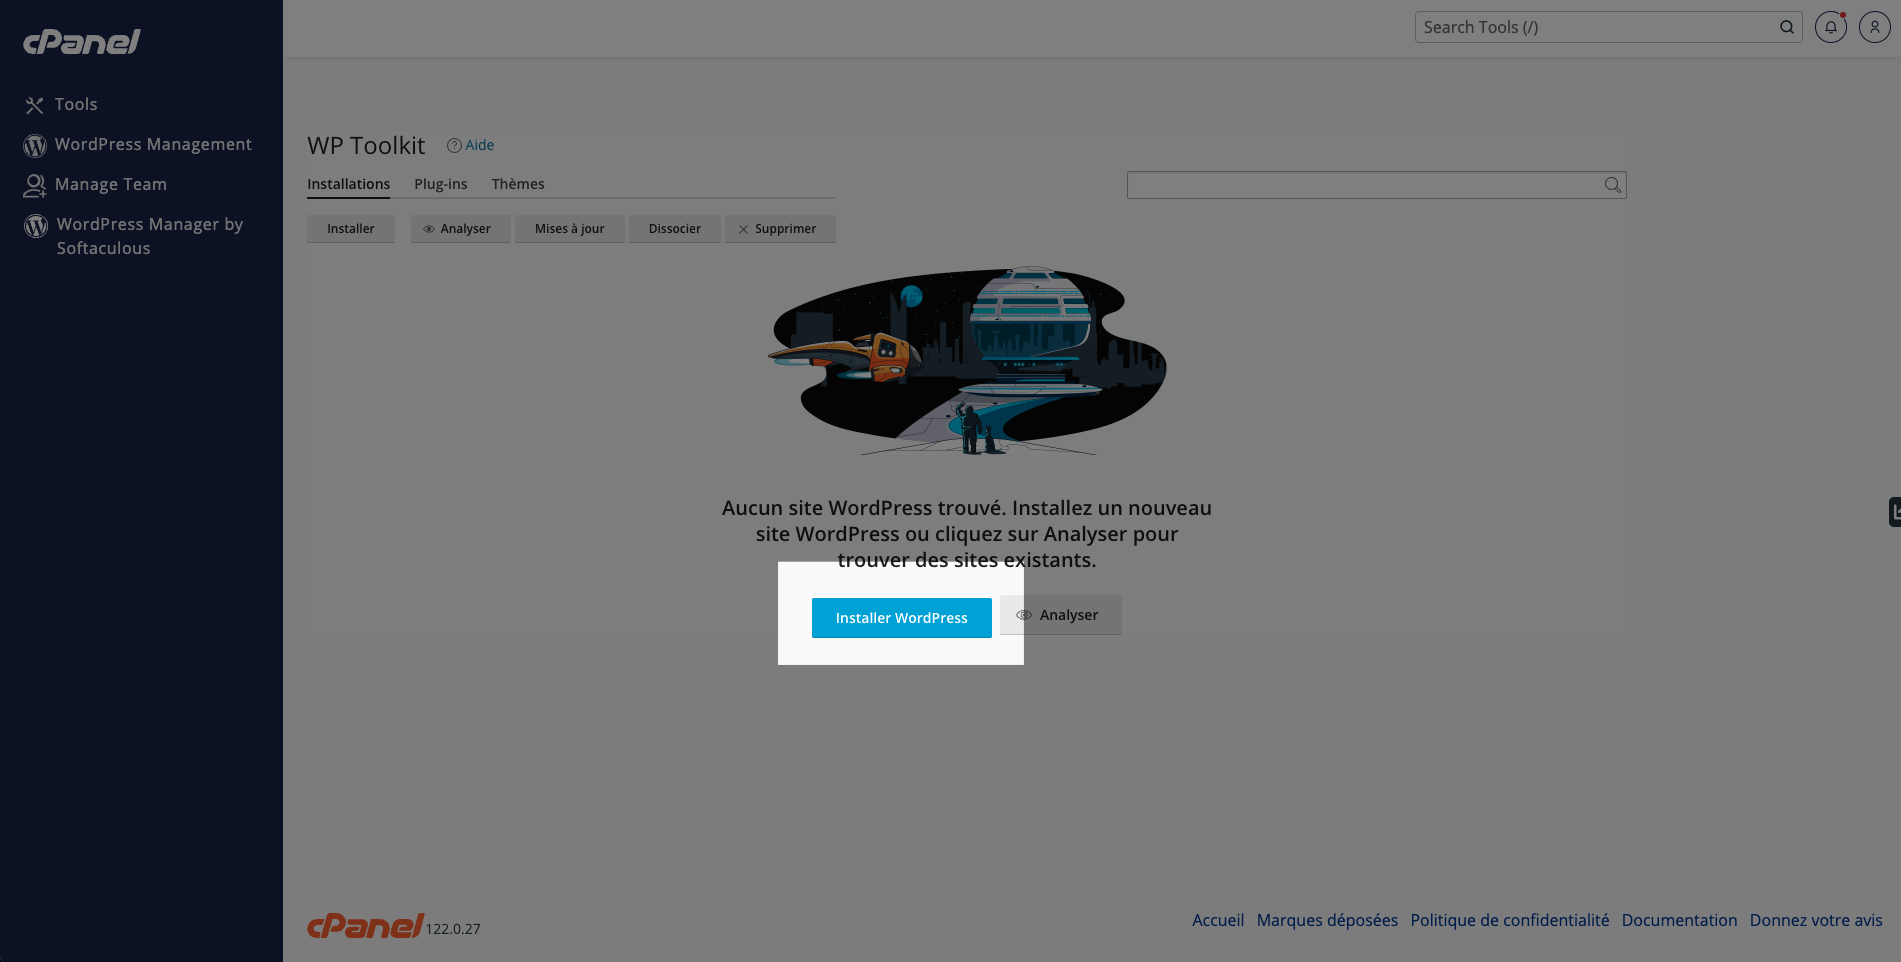 cPanel
Search Tools (/)
Tools
WordPress Management
Manage Team
WordPress Manager by
Softaculous
WP Toolkit
Aide
Installations
Plug-ins
Thèmes
Installer
Analyser
Mises à jour
Dissocier
Supprimer
Aucun site WordPress trouvé. Installez un nouveau
site WordPress ou cliquez sur Analyser pour
trouver des sites existants.
Installer WordPress
Analyser
cPanel 122.0.27
Accueil
Marques déposées
Politique de confidentialité
Documentation
Donnez votre avis